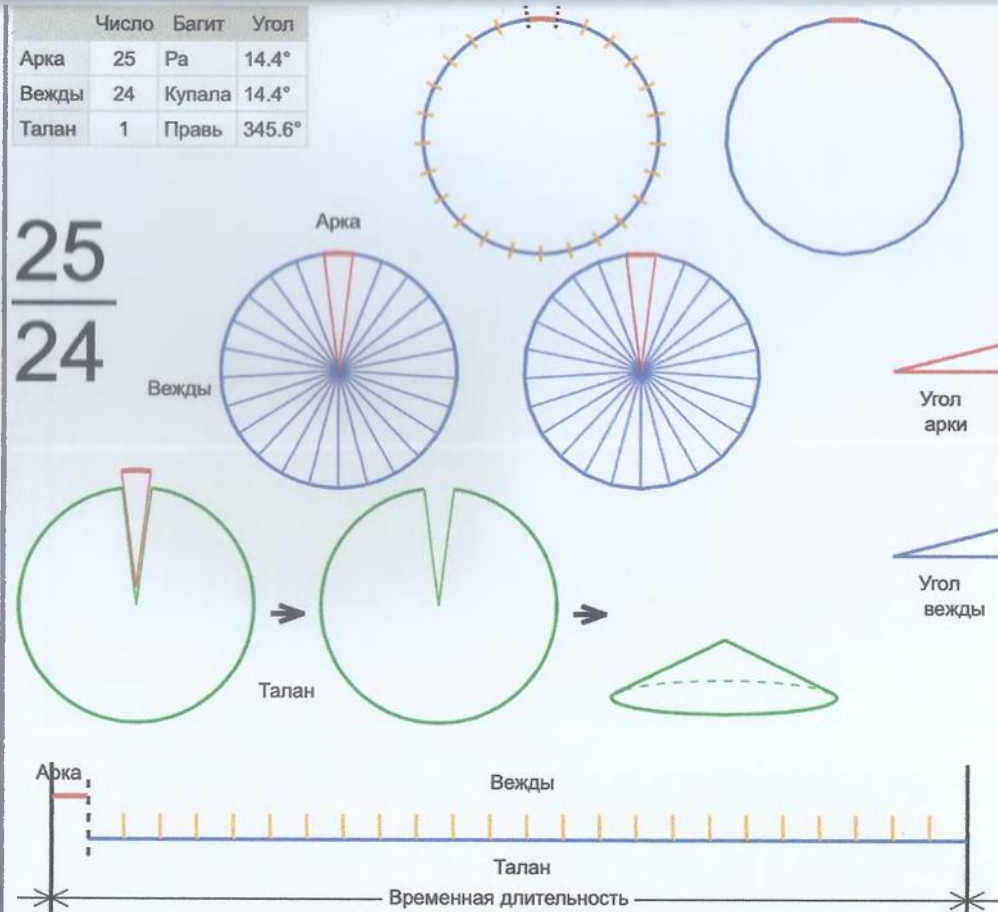 Число Багит Угол
Арка 25 Ра 14.4°
Вежды 24 Купала 14.4°
Талан 1 Правь 345.6°
Арка
25
24
Вежды
Угол
арки
Угол
вежды
Талан
Арка
Вежды
Талан
Временная длительность